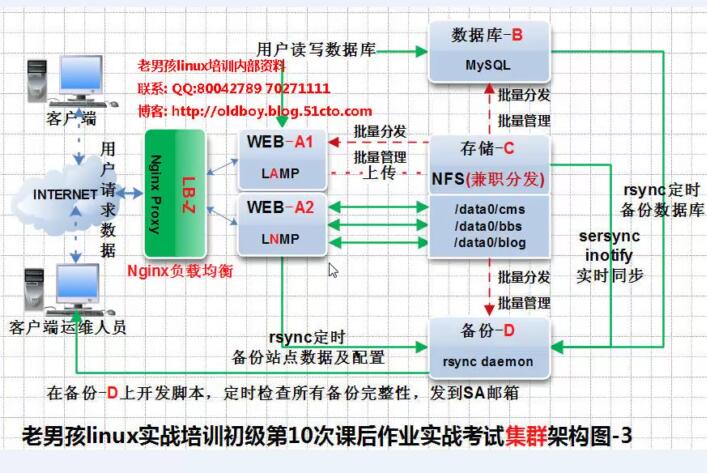 用户读写数据库
数据库-B
MySQL
老男孩linux培训内部资料
联系: QQ:80042789 70271111
博客: http://oldboy.blog.51cto.com
客户端
批量分发
批量管理
用户请求数据
INTERNET
Nginx Proxy
LB-Z
WEB-A1
LAMP
批量分发
批量管理
上传
存储-C
NFS(兼职分发)
WEB-A2
LNMP
/data0/cms
/data0/bbs
/data0/blog
rsync定时
备份数据库
sersync
inotify
实时同步
Nginx负载均衡
批量分发
批量管理
客户端运维人员
rsync定时
备份站点数据及配置
备份-D
rsync daemon
在备份-D上开发脚本，定时检查所有备份完整性，发到SA邮箱
老男孩linux实战培训初级第10次课后作业实战考试集群架构图-3